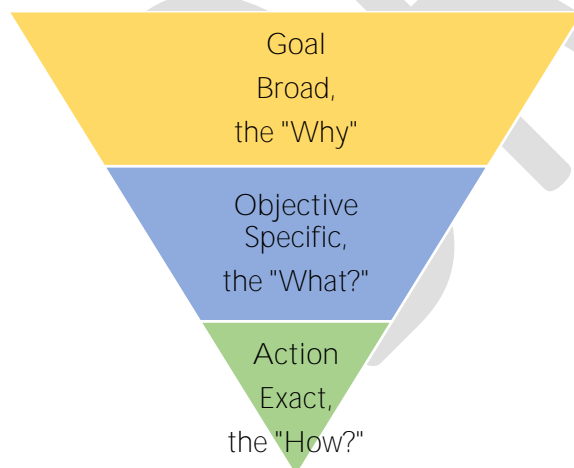 Goal
Broad,
the "Why"
Objective
Specific,
the "What?"
Action
Exact,
the "How?"